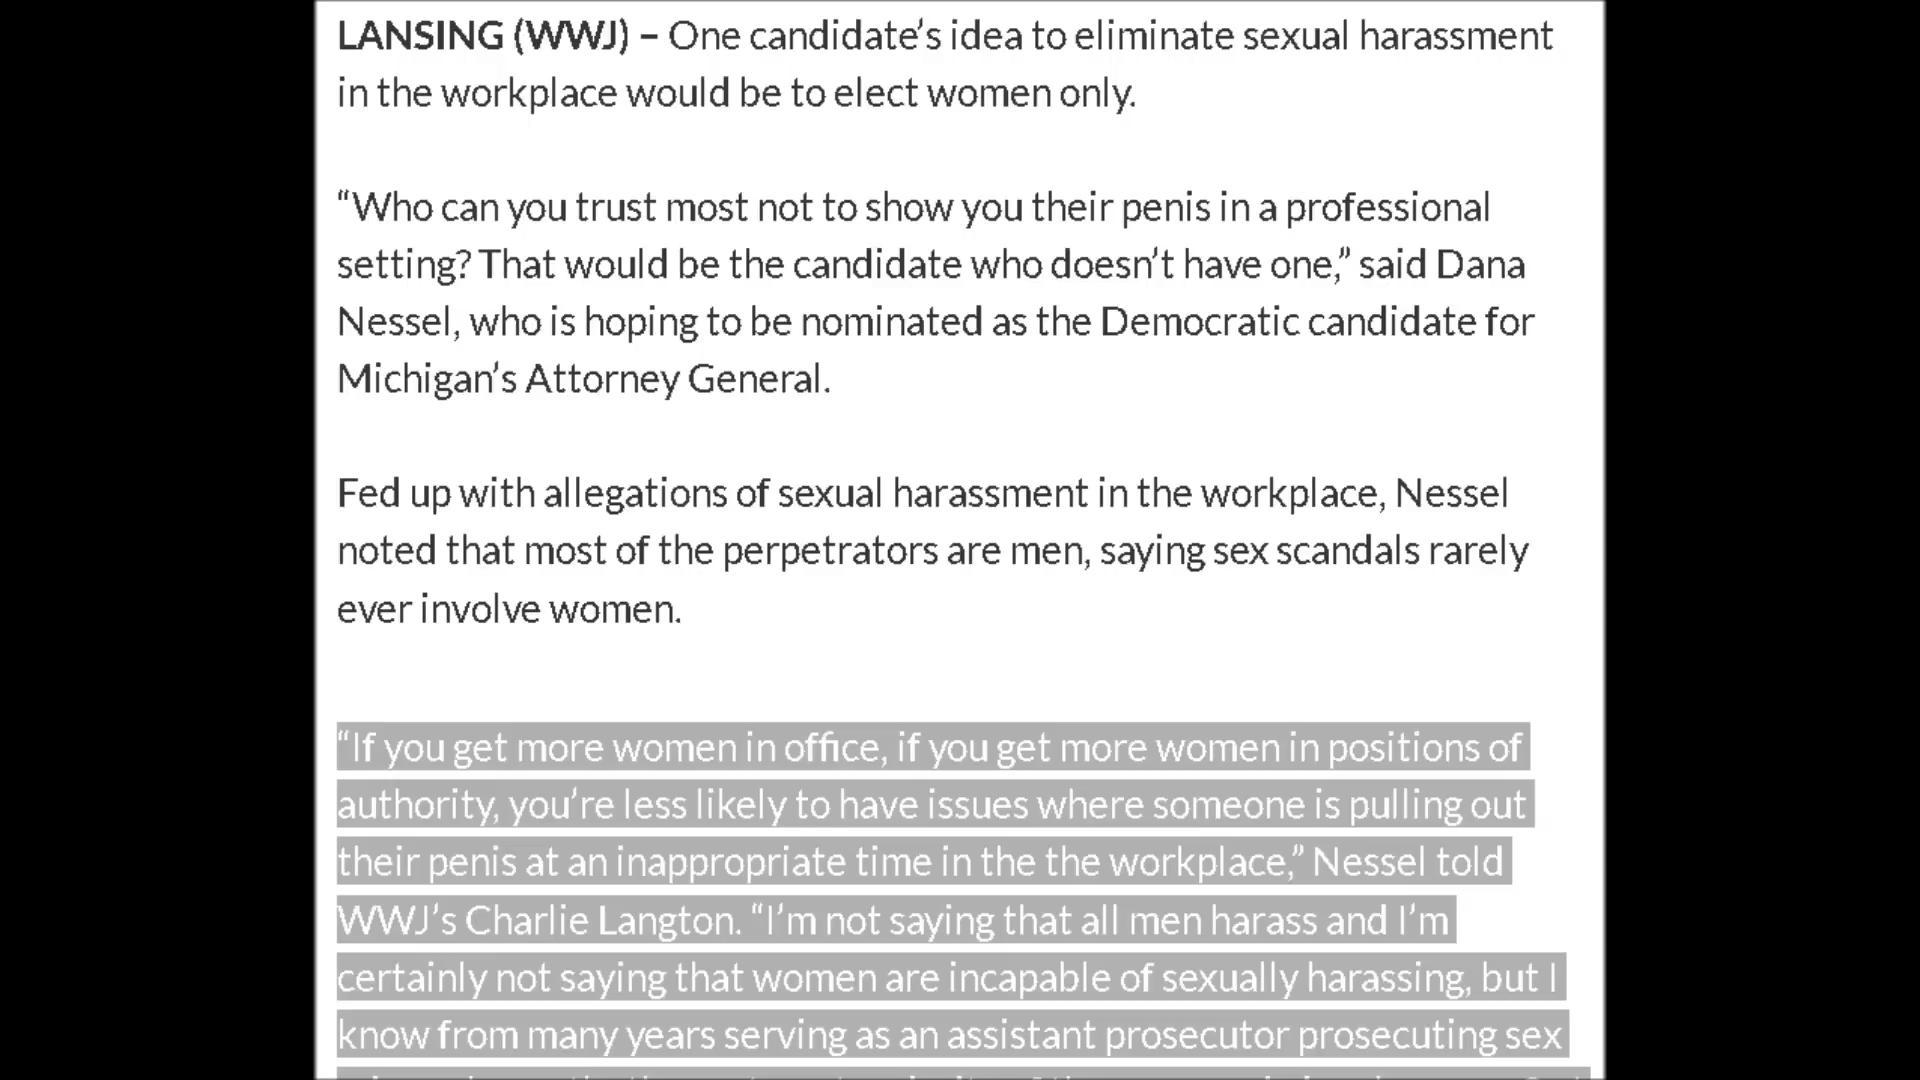 LANSING (WWJ) – One candidate’s idea to eliminate sexual harassment
in the workplace would be to elect women only.
“Who can you trust most not to show you their penis in a professional
setting? That would be the candidate who doesn’t have one,” said Dana
Nessel, who is hoping to be nominated as the Democratic candidate for
Michigan’s Attorney General.
Fed up with allegations of sexual harassment in the workplace, Nessel
noted that most of the perpetrators are men, saying sex scandals rarely
ever involve women.
“If you get more women in office, if you get more women in positions of
authority, you’re less likely to have issues where someone is pulling out
their penis at an inappropriate time in the the workplace,” Nessel told
WWJ’s Charlie Langton. “I’m not saying that all men harass and I’m
certainly not saying that women are incapable of sexually harassing, but I
know from many years serving as an assistant prosecutor prosecuting sex